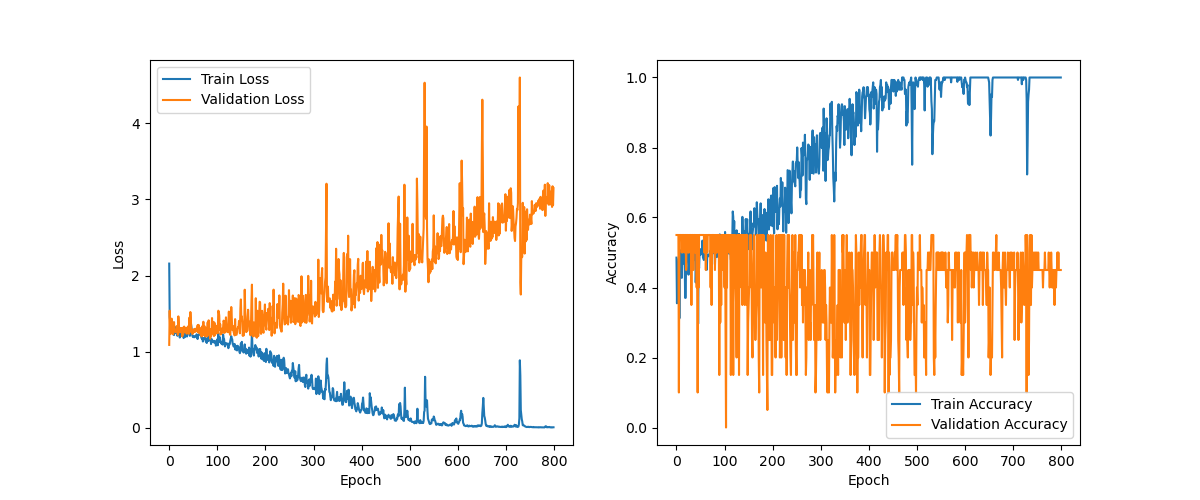 Train Loss
Validation Loss
4
3
2
1
0
Loss
0 100 200 300 400 500 600 700 800
Epoch
1.0
0.8
0.6
0.4
0.2
0.0
Accuracy
Train Accuracy
Validation Accuracy
0 100 200 300 400 500 600 700 800
Epoch